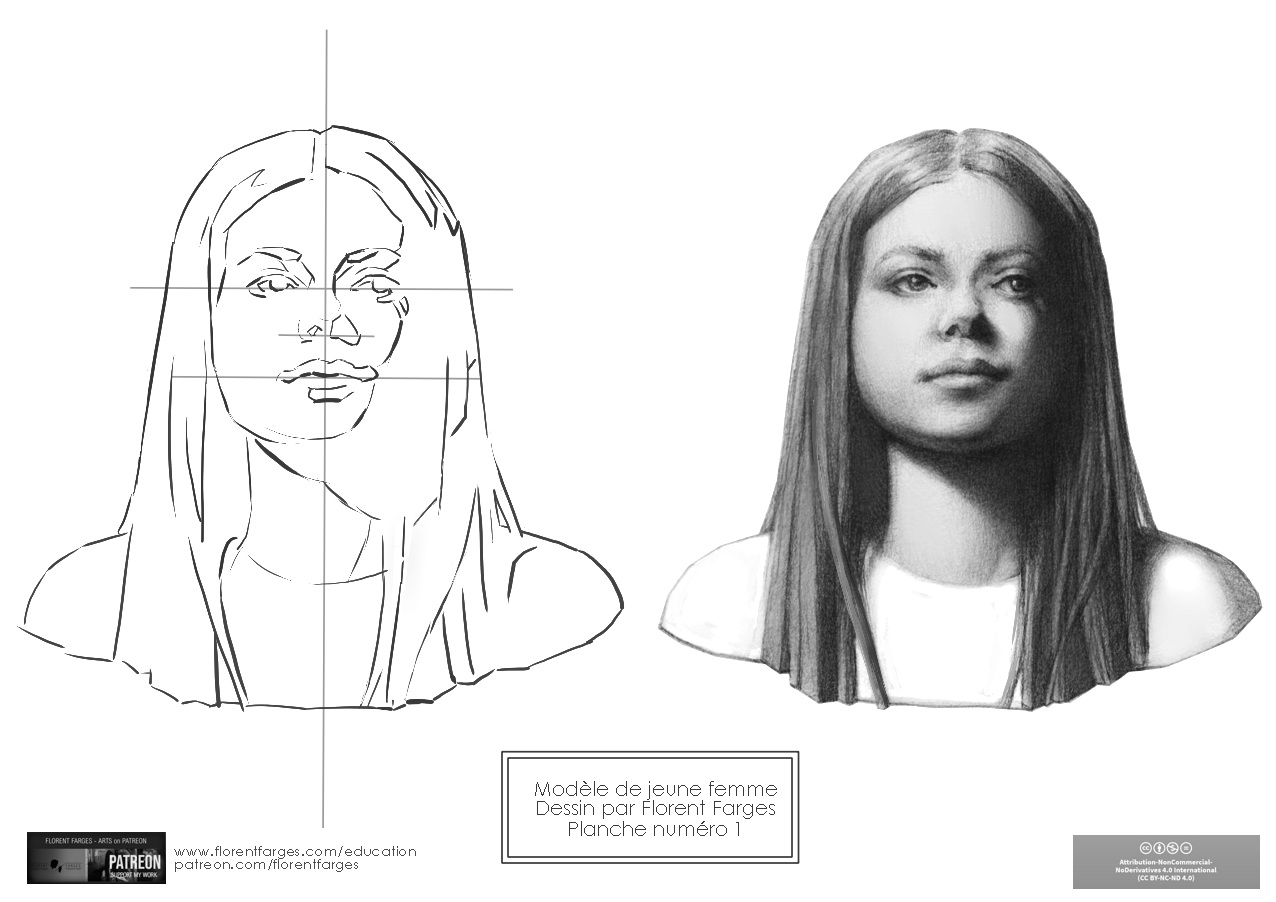 Modèle de jeune femme
Dessin par Florent Farges
Planche numéro 1
FLORENT FARGES - ARTS on PATREON
PATREON
SUPPORT MY WORK
www.florentfarges.com/education
patreon.com/florentfarges
Attribution-NonCommercial-
NoDerivatives 4.0 International
(CC BY-NC-ND 4.0)